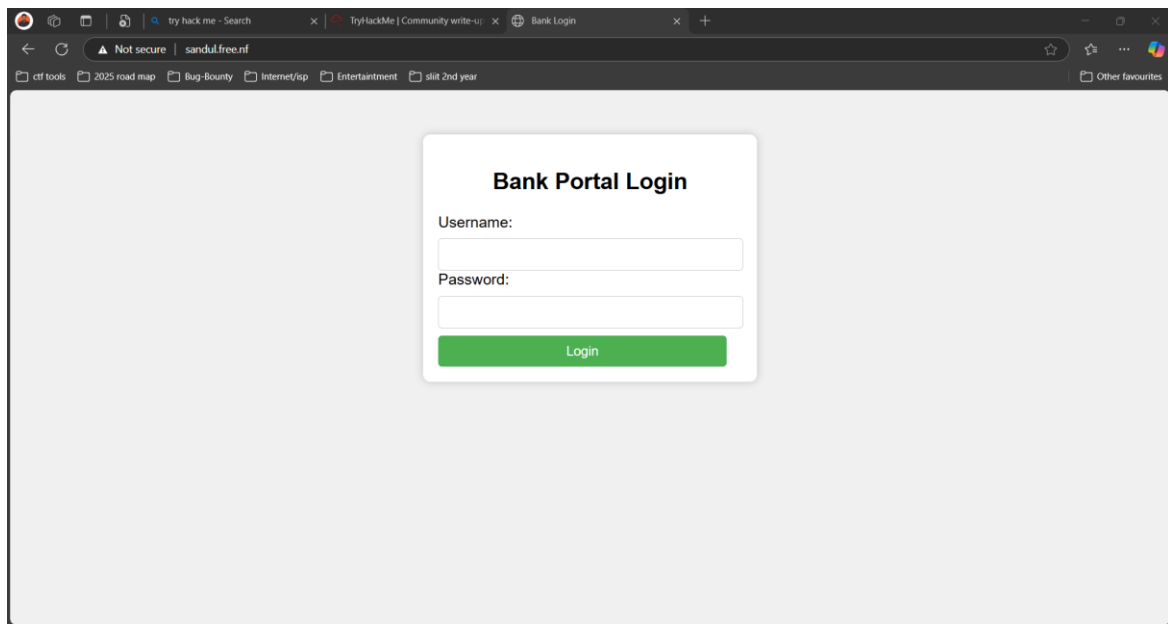 try hack me - Search
TryHackMe | Community write-up
Bank Login
Not secure | sandul.free.nf
ctf tools
2025 road map
Bug-Bounty
Internet/isp
Entertaintment
sliit 2nd year
Other favourites
Bank Portal Login
Username:
Password:
Login